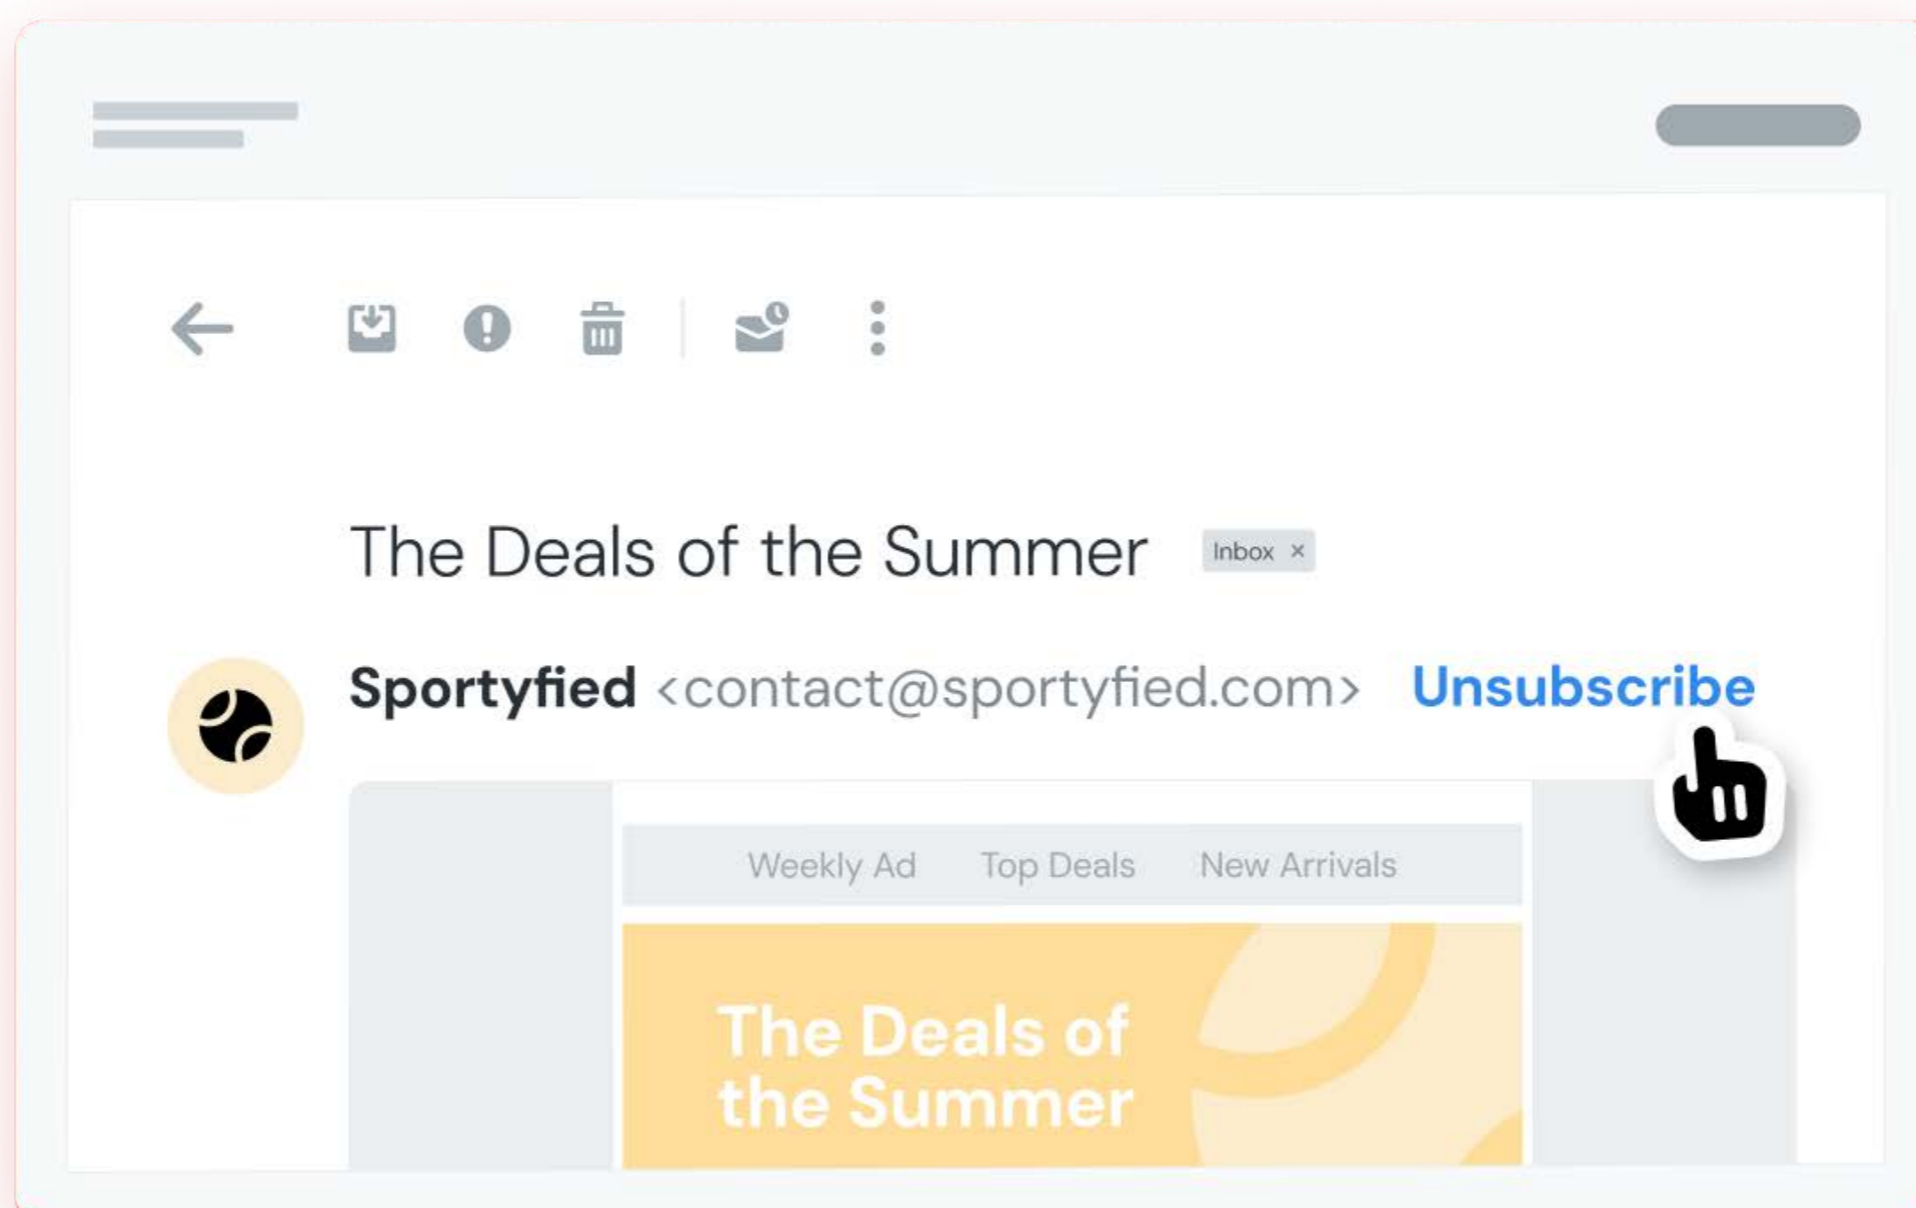 The Deals of the Summer Inbox ×
Sportyfied <contact@sportyfied.com> Unsubscribe
Weekly Ad Top Deals New Arrivals
The Deals of
the Summer